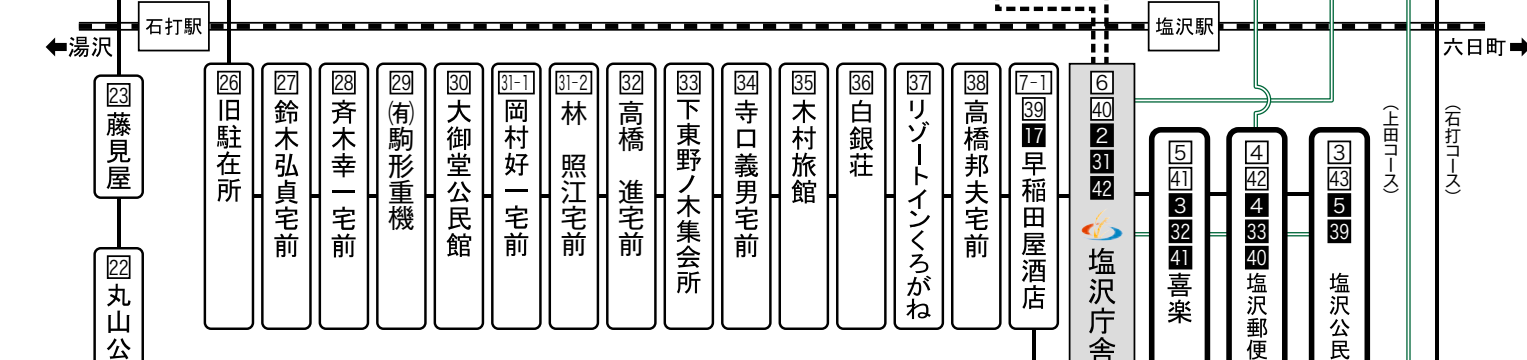 石打駅
塩沢駅
湯沢
六日町
23 藤見屋
22 丸山公
26 旧駐在所
27 鈴木弘貞宅前
28 斉木幸一宅前
29 ㈲駒形重機
30 大御堂公民館
31-1 岡村好一宅前
31-2 林 照江宅前
32 高橋 進宅前
33 下東野ノ木集会所
34 寺口義男宅前
35 木村旅館
36 白銀荘
37 リゾートインくろがね
38 高橋邦夫宅前
7-1 39 17 早稲田屋酒店
6 40 2 31 42 塩沢庁舎
5 41 3 32 41 喜楽
4 42 4 33 40 塩沢郵便
3 43 5 39 塩沢公民
（上田コース）
（石打コース）